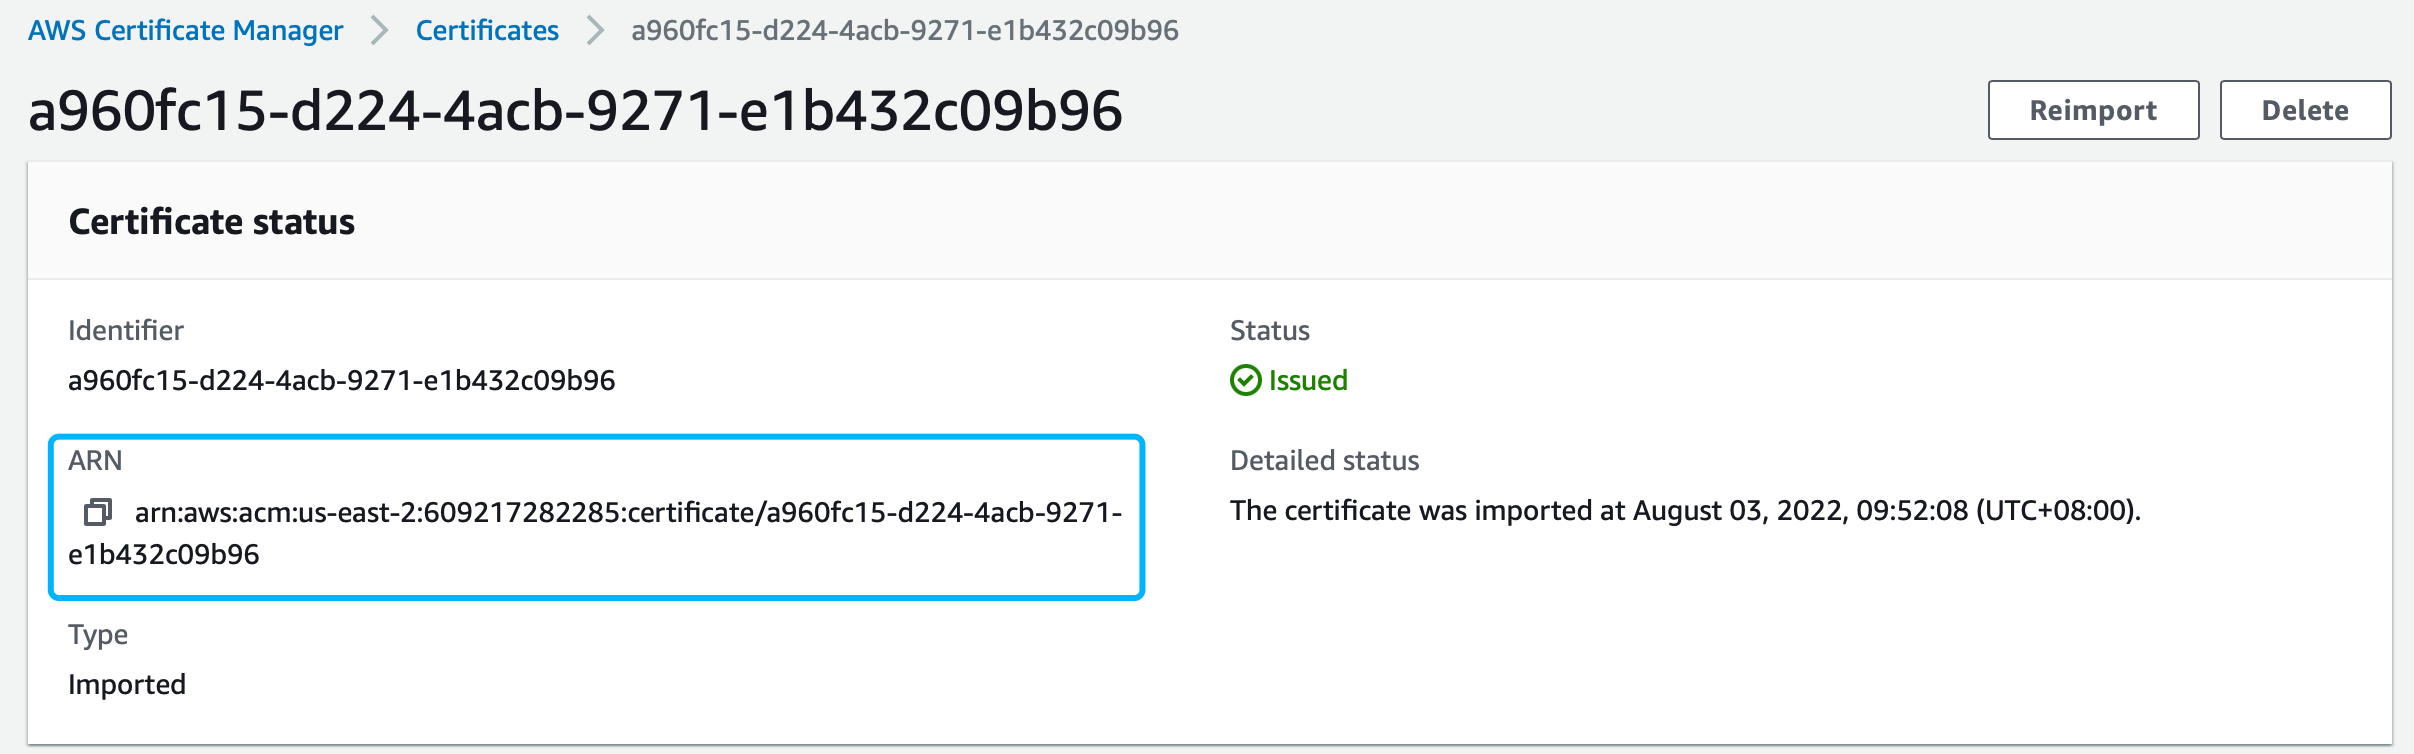 AWS Certificate Manager > Certificates > a960fc15-d224-4acb-9271-e1b432c09b96
a960fc15-d224-4acb-9271-e1b432c09b96
Reimport
Delete
Certificate status
Identifier
a960fc15-d224-4acb-9271-e1b432c09b96
Status
Issued
ARN
arn:aws:acm:us-east-2:609217282285:certificate/a960fc15-d224-4acb-9271-
e1b432c09b96
Detailed status
The certificate was imported at August 03, 2022, 09:52:08 (UTC+08:00).
Type
Imported